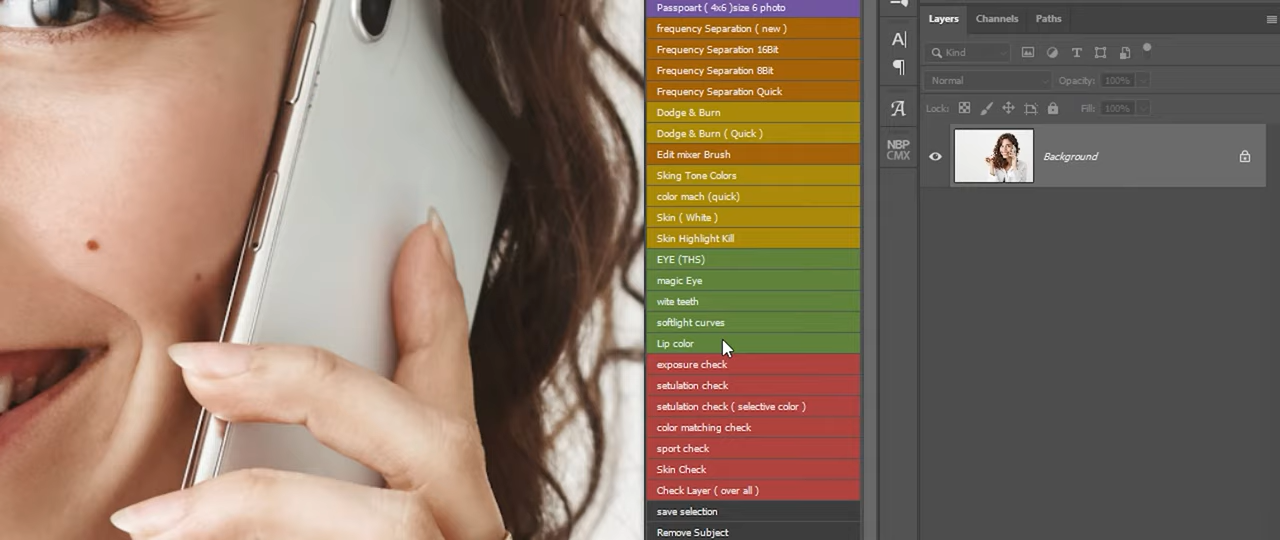 Passpoart ( 4x6 )size 6 photo
frequency Separation ( new )
Frequency Separation 16Bit
Frequency Separation 8Bit
Frequency Separation Quick
Dodge & Burn
Dodge & Burn ( Quick )
Edit mixer Brush
Sking Tone Colors
color mach (quick)
Skin ( White )
Skin Highlight Kill
EYE (THS)
magic Eye
wite teeth
softlight curves
Lip color
exposure check
setulation check
setulation check ( selective color )
color matching check
sport check
Skin Check
Check Layer ( over all )
save selection
Remove Subject
A
A
NBP
CMX
Layers Channels Paths
Kind
T
Normal Opacity: 100%
Lock: Fill: 100%
Background